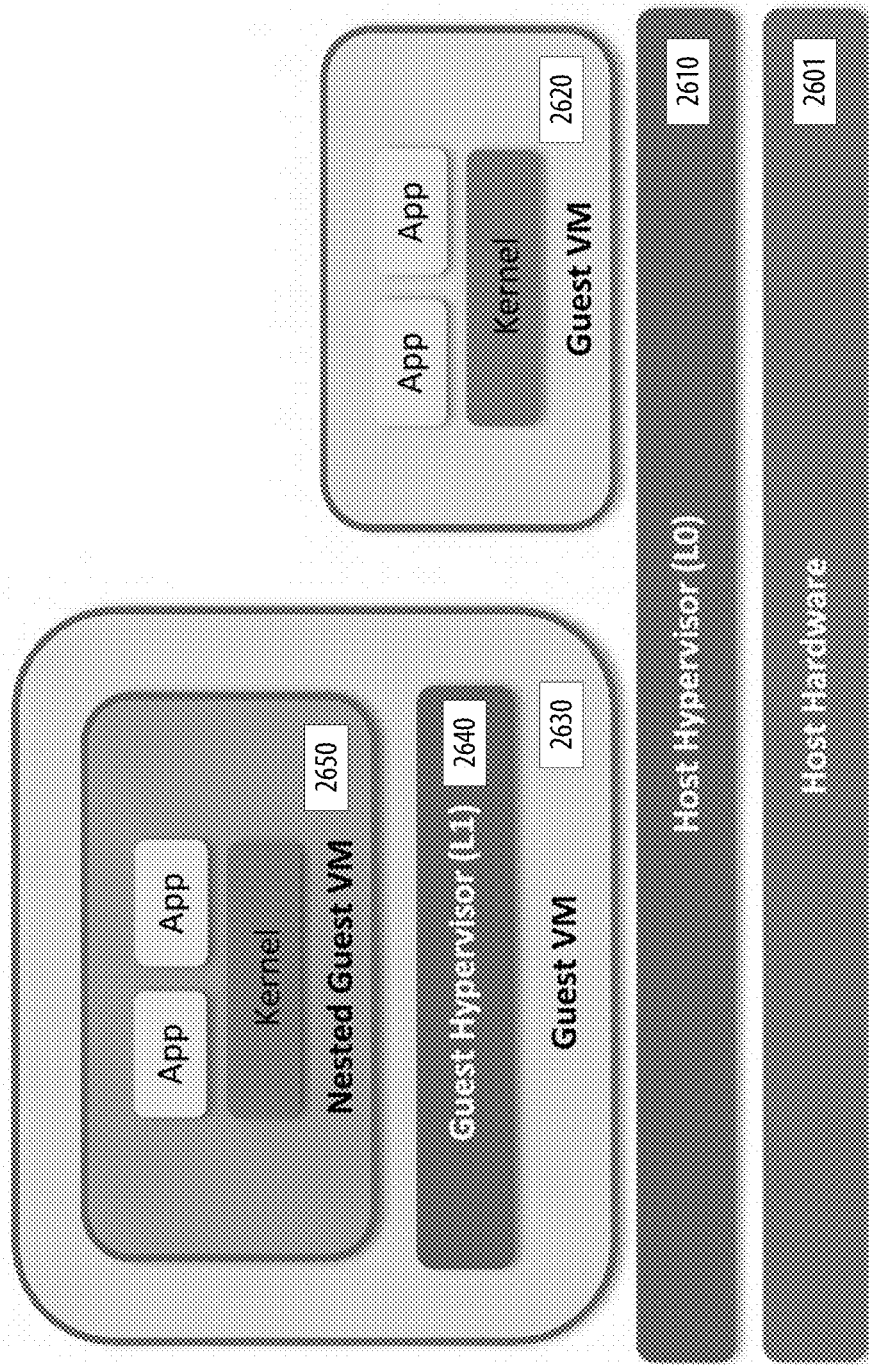 App
App
Kernel
Nested Guest VM
2650
Guest Hypervisor (L1)
2640
Guest VM
2630
App
App
Kernel
Guest VM
2620
Host Hypervisor (L0)
2610
Host Hardware
2601